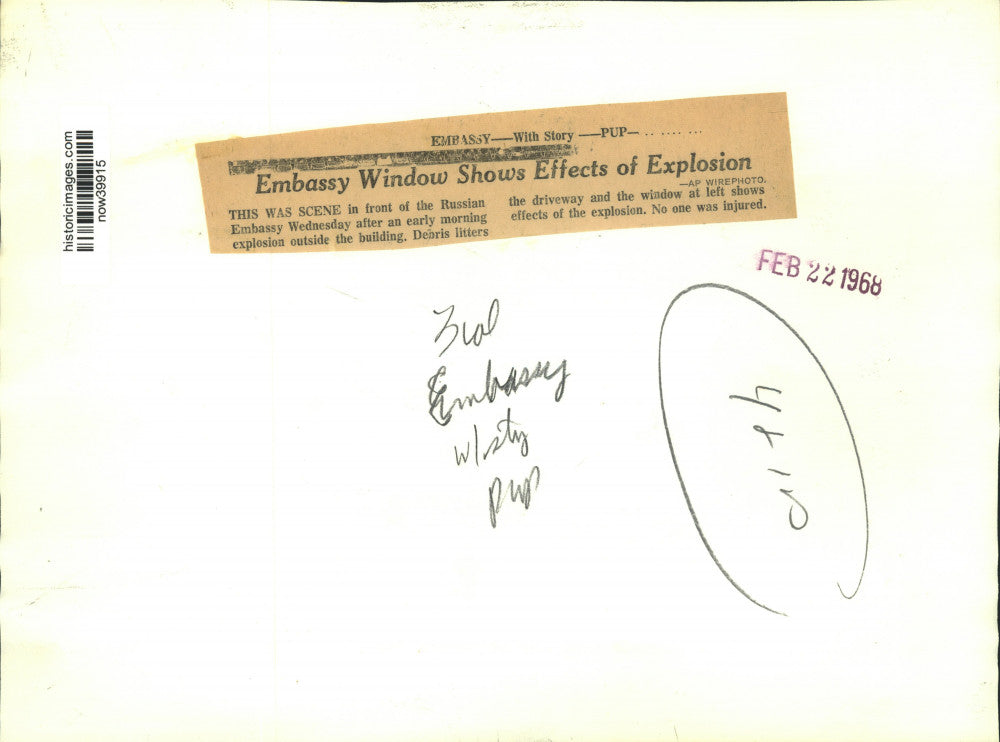 historicimages.com
now39915
EMBASSY—With Story —PUP— .. .... ...
Embassy Window Shows Effects of Explosion
—AP WIREPHOTO.
THIS WAS SCENE in front of the Russian
Embassy Wednesday after an early morning
explosion outside the building. Debris litters
the driveway and the window at left shows
effects of the explosion. No one was injured.
FEB 22 1968
3 col
Embassy
w/sty
pup